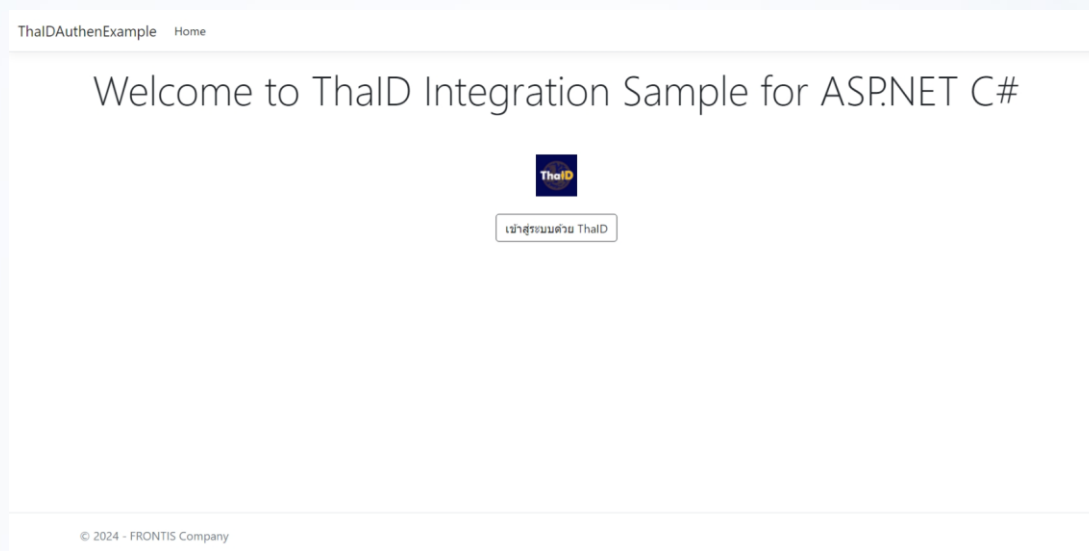 ThaIDAuthenExample Home
Welcome to ThaID Integration Sample for ASP.NET C#
ThaID
เข้าสู่ระบบด้วย ThaID
© 2024 - FRONTIS Company